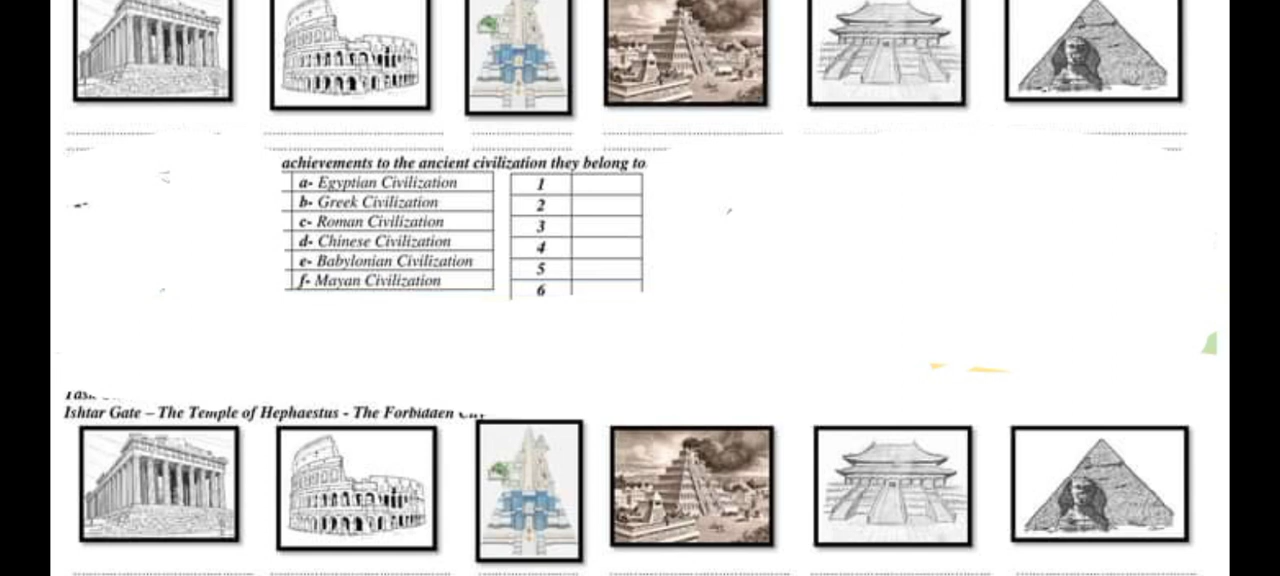 achievements to the ancient civilization they belong to
a- Egyptian Civilization
b- Greek Civilization
c- Roman Civilization
d- Chinese Civilization
e- Babylonian Civilization
f- Mayan Civilization
1
2
3
4
5
6
Ishtar Gate – The Temple of Hephaestus - The Forbidden